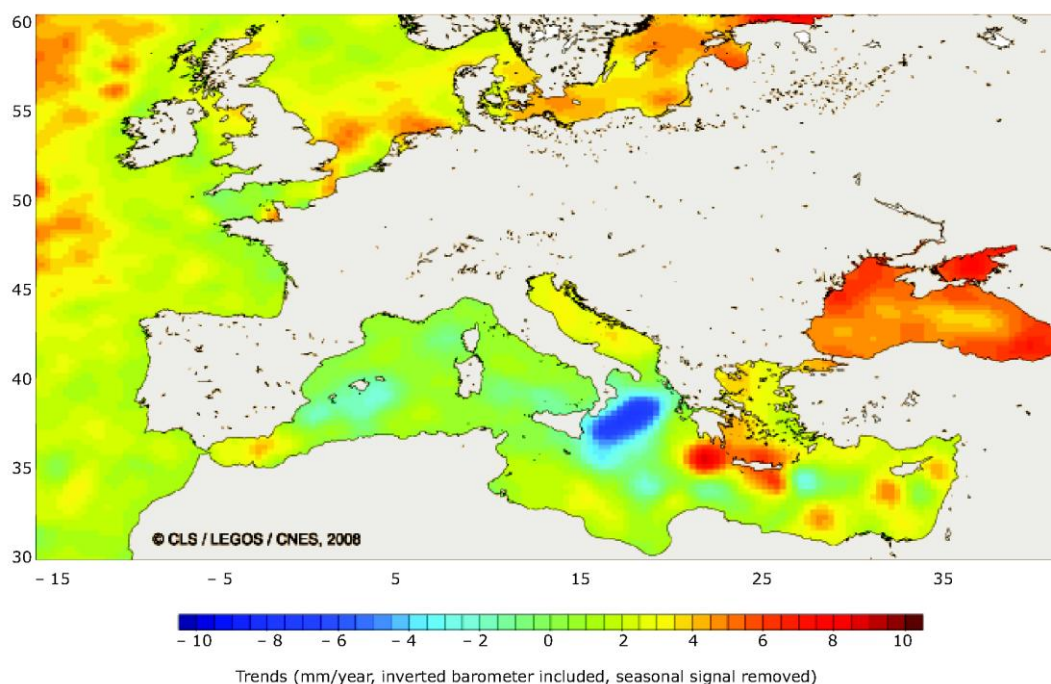 60
55
50
45
40
35
30
© CLS / LEGOS / CNES, 2008
– 15 – 5 5 15 25 35
– 10 – 8 – 6 – 4 – 2 0 2 4 6 8 10
Trends (mm/year, inverted barometer included, seasonal signal removed)